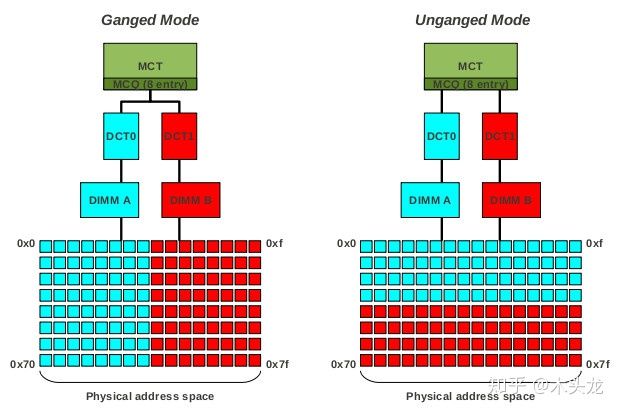 Ganged Mode
MCT
MCQ (8 entry)
DCT0
DCT1
DIMM A
DIMM B
0x0
0xf
0x70
0x7f
Physical address space
Unganged Mode
MCT
MCQ (8 entry)
DCT0
DCT1
DIMM A
DIMM B
0x0
0xf
0x70
0x7f
Physical address space
知乎 @木头龙